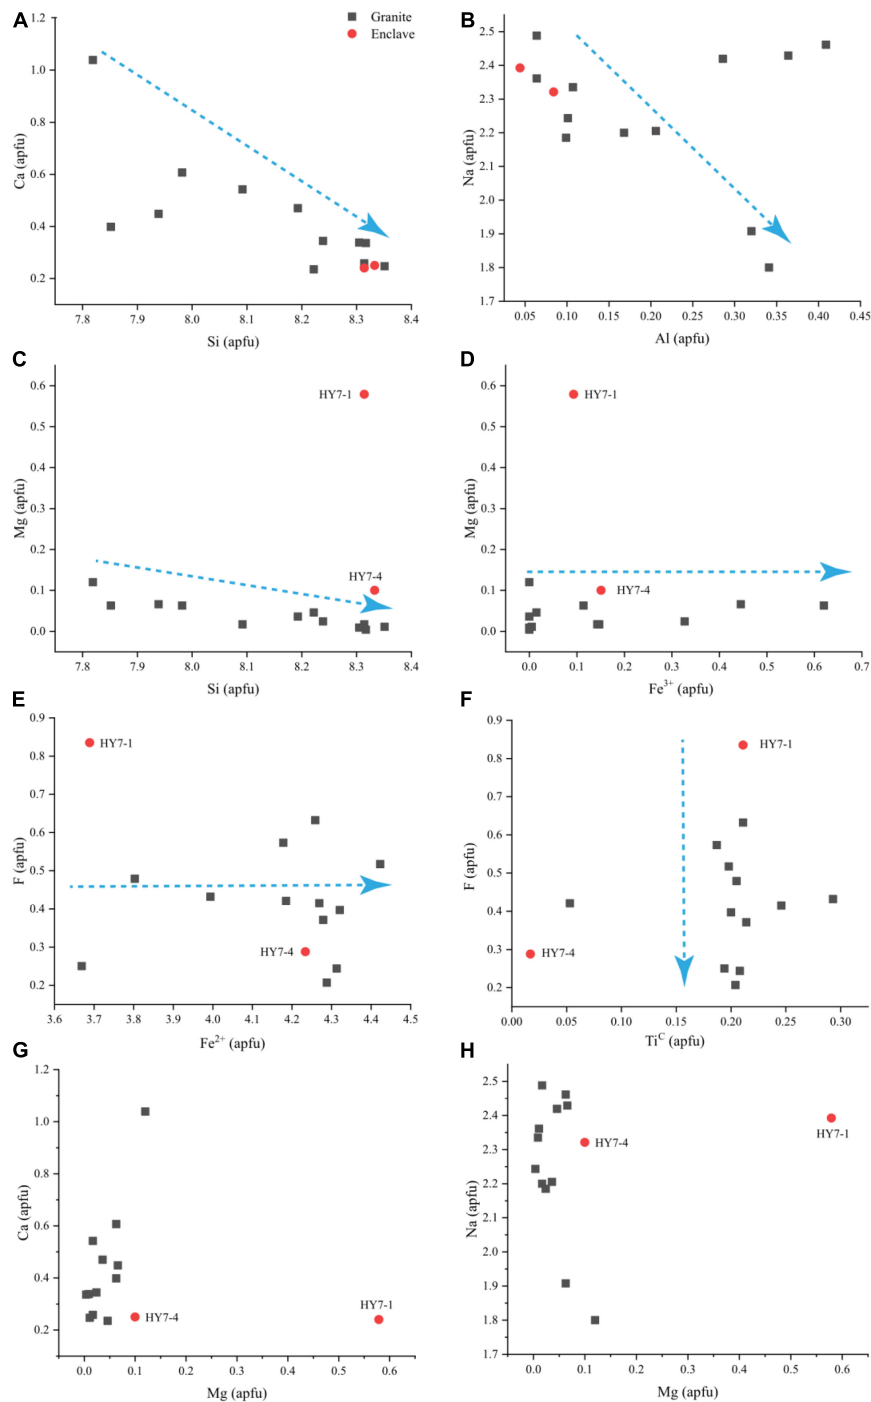 A
1.2
1.0
0.8
0.6
0.4
0.2
Ca (apfu)
7.8 7.9 8.0 8.1 8.2 8.3 8.4
Si (apfu)
Granite
Enclave
B
2.5
2.4
2.3
2.2
2.1
2.0
1.9
1.8
1.7
Na (apfu)
0.05 0.10 0.15 0.20 0.25 0.30 0.35 0.40 0.45
Al (apfu)
C
0.6
0.5
0.4
0.3
0.2
0.1
0.0
Mg (apfu)
HY7-1
HY7-4
7.8 7.9 8.0 8.1 8.2 8.3 8.4
Si (apfu)
D
0.6
0.5
0.4
0.3
0.2
0.1
0.0
Mg (apfu)
HY7-1
HY7-4
0.0 0.1 0.2 0.3 0.4 0.5 0.6 0.7
Fe³⁺ (apfu)
E
0.9
0.8
0.7
0.6
0.5
0.4
0.3
0.2
F (apfu)
HY7-1
HY7-4
3.6 3.7 3.8 3.9 4.0 4.1 4.2 4.3 4.4 4.5
Fe²⁺ (apfu)
F
0.9
0.8
0.7
0.6
0.5
0.4
0.3
0.2
F (apfu)
HY7-1
HY7-4
0.00 0.05 0.10 0.15 0.20 0.25 0.30
Tiᶜ (apfu)
G
1.2
1.0
0.8
0.6
0.4
0.2
Ca (apfu)
HY7-4
HY7-1
0.0 0.1 0.2 0.3 0.4 0.5 0.6
Mg (apfu)
H
2.5
2.4
2.3
2.2
2.1
2.0
1.9
1.8
1.7
Na (apfu)
HY7-4
HY7-1
0.0 0.1 0.2 0.3 0.4 0.5 0.6
Mg (apfu)